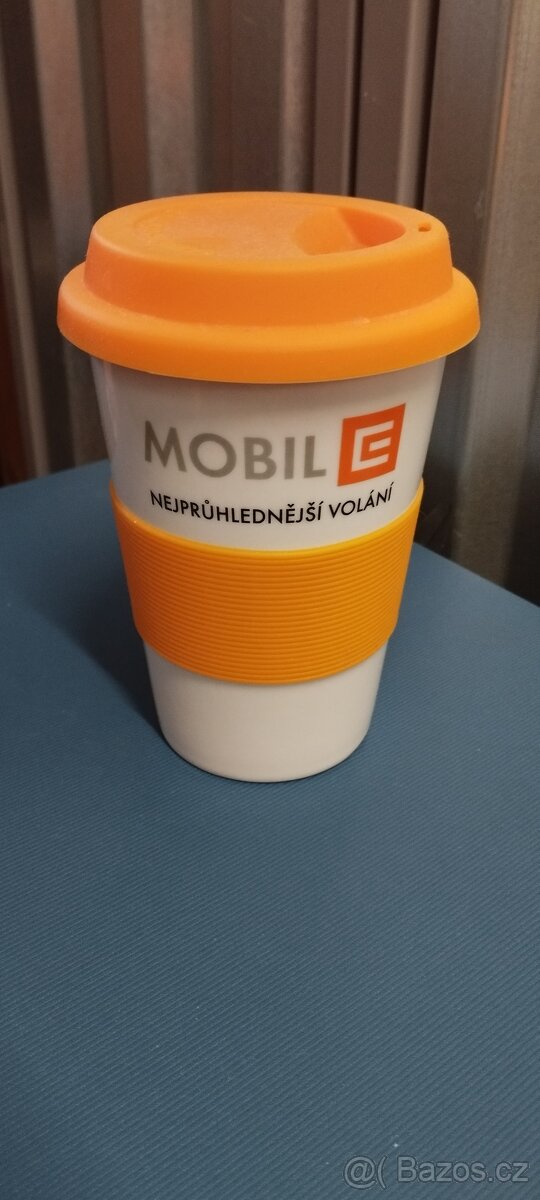 MOBIL E
NEJPRŮHLEDNĚJŠÍ VOLÁNÍ
@( Bazos.cz